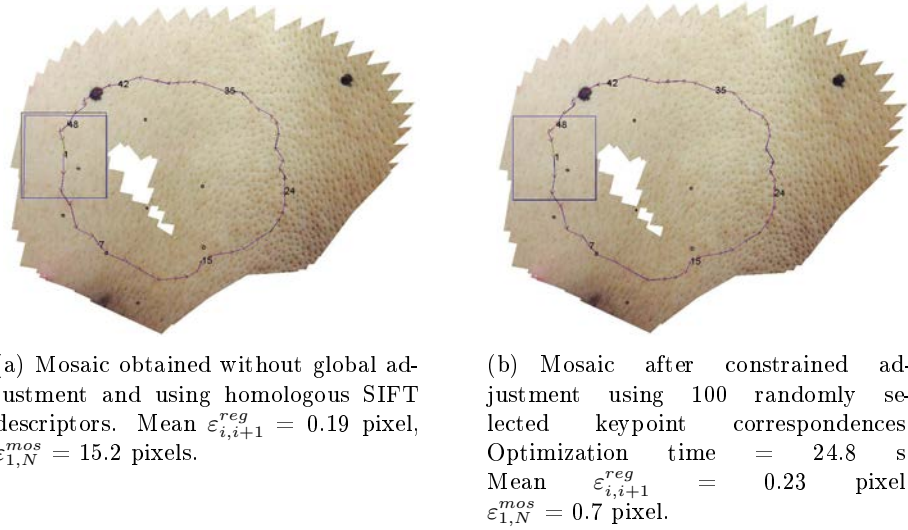 42
35
48
1
24
7
15
42
35
48
1
24
7
15
a) Mosaic obtained without global ad-
justment and using homologous SIFT
descriptors. Mean ε^{reg}_{i,i+1} = 0.19 pixel,
ε^{mos}_{1,N} = 15.2 pixels.
(b) Mosaic after constrained ad-
justment using 100 randomly se-
lected keypoint correspondences
Optimization time = 24.8 s
Mean ε^{reg}_{i,i+1} = 0.23 pixel
ε^{mos}_{1,N} = 0.7 pixel.